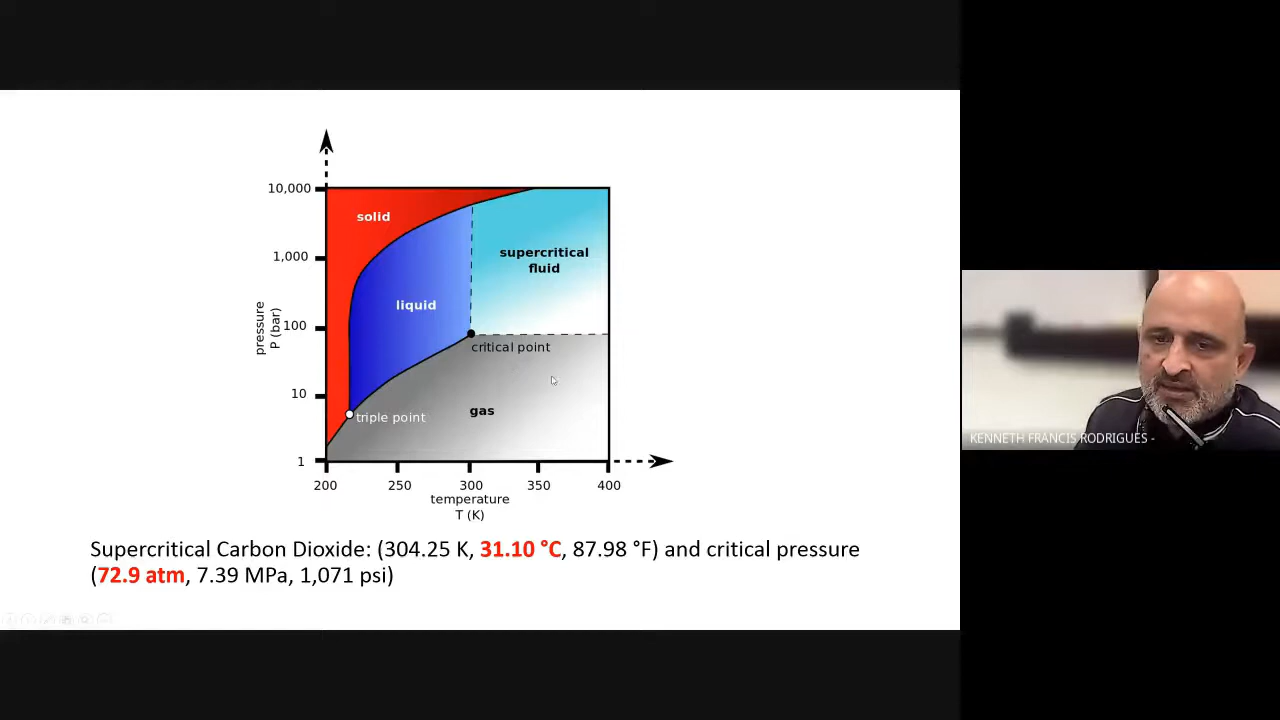 10,000
solid
1,000
supercritical
fluid
liquid
pressure
P (bar)
100
critical point
10
gas
triple point
1
200 250 300 350 400
temperature
T (K)
Supercritical Carbon Dioxide: (304.25 K, 31.10 °C, 87.98 °F) and critical pressure
(72.9 atm, 7.39 MPa, 1,071 psi)
KENNETH FRANCIS RODRIGUES -